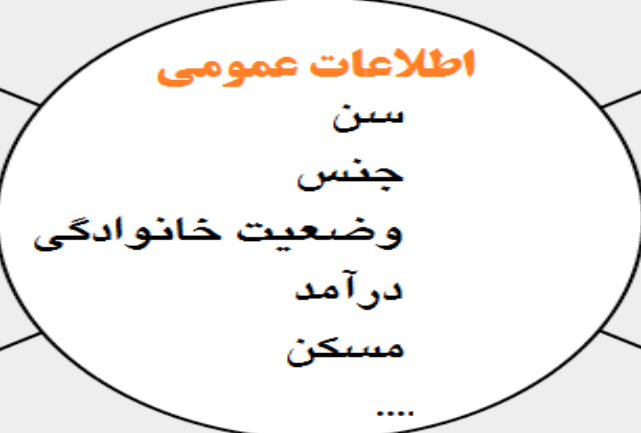 اطلاعات عمومی
سن
جنس
وضعیت خانوادگی
درآمد
مسکن
....